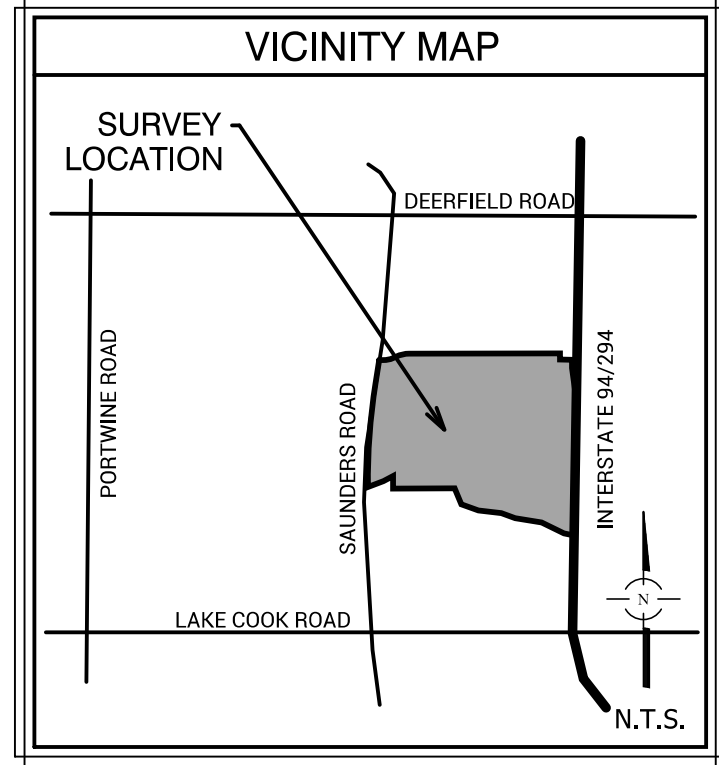 VICINITY MAP
SURVEY
LOCATION
DEERFIELD ROAD
PORTWINE ROAD
SAUNDERS ROAD
INTERSTATE 94/294
N
LAKE COOK ROAD
N.T.S.